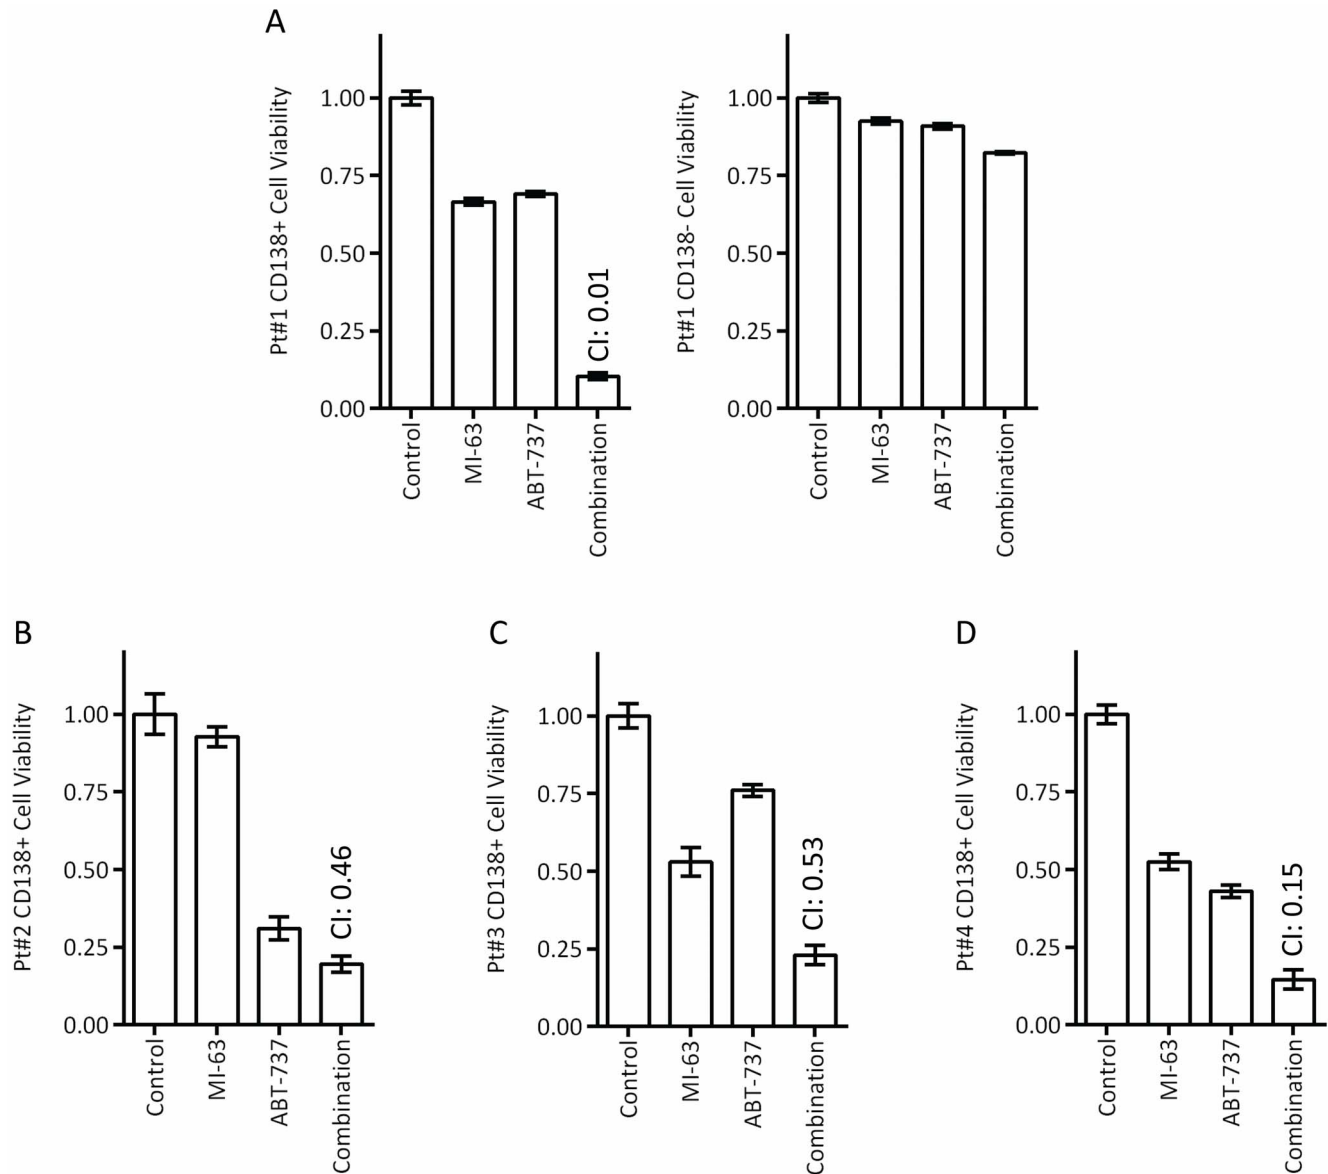 A
Pt#1 CD138+ Cell Viability
1.00
0.75
0.50
0.25
0.00
CI: 0.01
Control
MI-63
ABT-737
Combination
Pt#1 CD138- Cell Viability
1.00
0.75
0.50
0.25
0.00
Control
MI-63
ABT-737
Combination
B
Pt#2 CD138+ Cell Viability
1.00
0.75
0.50
0.25
0.00
CI: 0.46
Control
MI-63
ABT-737
Combination
C
Pt#3 CD138+ Cell Viability
1.00
0.75
0.50
0.25
0.00
CI: 0.53
Control
MI-63
ABT-737
Combination
D
Pt#4 CD138+ Cell Viability
1.00
0.75
0.50
0.25
0.00
CI: 0.15
Control
MI-63
ABT-737
Combination